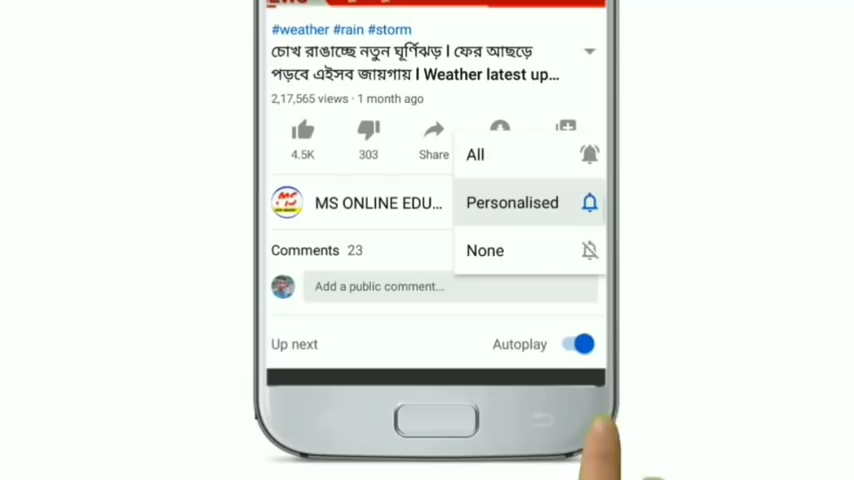 #weather #rain #storm
চোখ রাঙাচ্ছে নতুন ঘূর্ণিঝড় l ফের আছড়ে
পড়বে এইসব জায়গায় l Weather latest up...
2,17,565 views · 1 month ago
4.5K 303 Share
All
MS ONLINE EDU... Personalised
Comments 23 None
Add a public comment...
Up next Autoplay